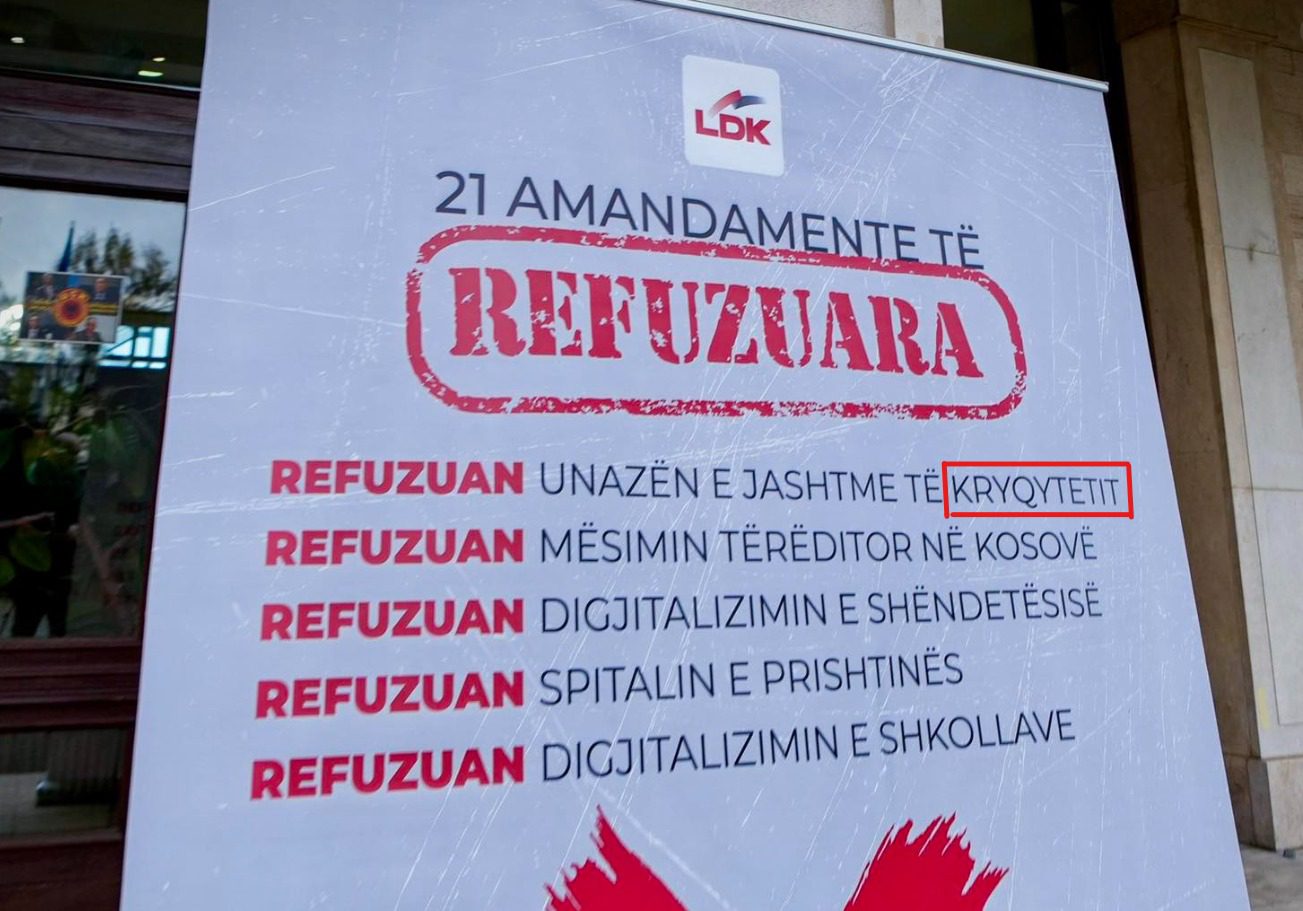 LDK
21 AMANDAMENTE TË
REFUZUARA
REFUZUAN UNAZËN E JASHTME TË KRYQYTETIT
REFUZUAN MËSIMIN TËRËDITOR NË KOSOVË
REFUZUAN DIGJITALIZIMIN E SHËNDETËSISË
REFUZUAN SPITALIN E PRISHTINËS
REFUZUAN DIGJITALIZIMIN E SHKOLLAVE